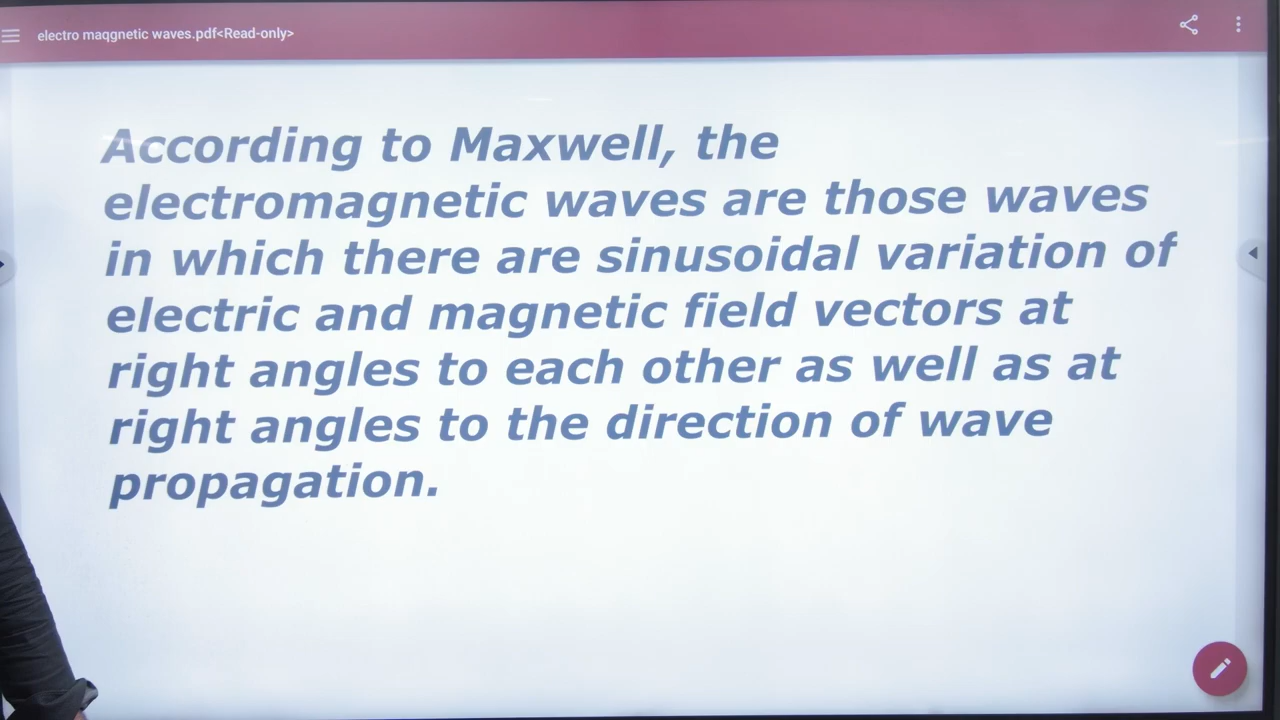 electro maqgnetic waves.pdf<Read-only>
According to Maxwell, the
electromagnetic waves are those waves
in which there are sinusoidal variation of
electric and magnetic field vectors at
right angles to each other as well as at
right angles to the direction of wave
propagation.